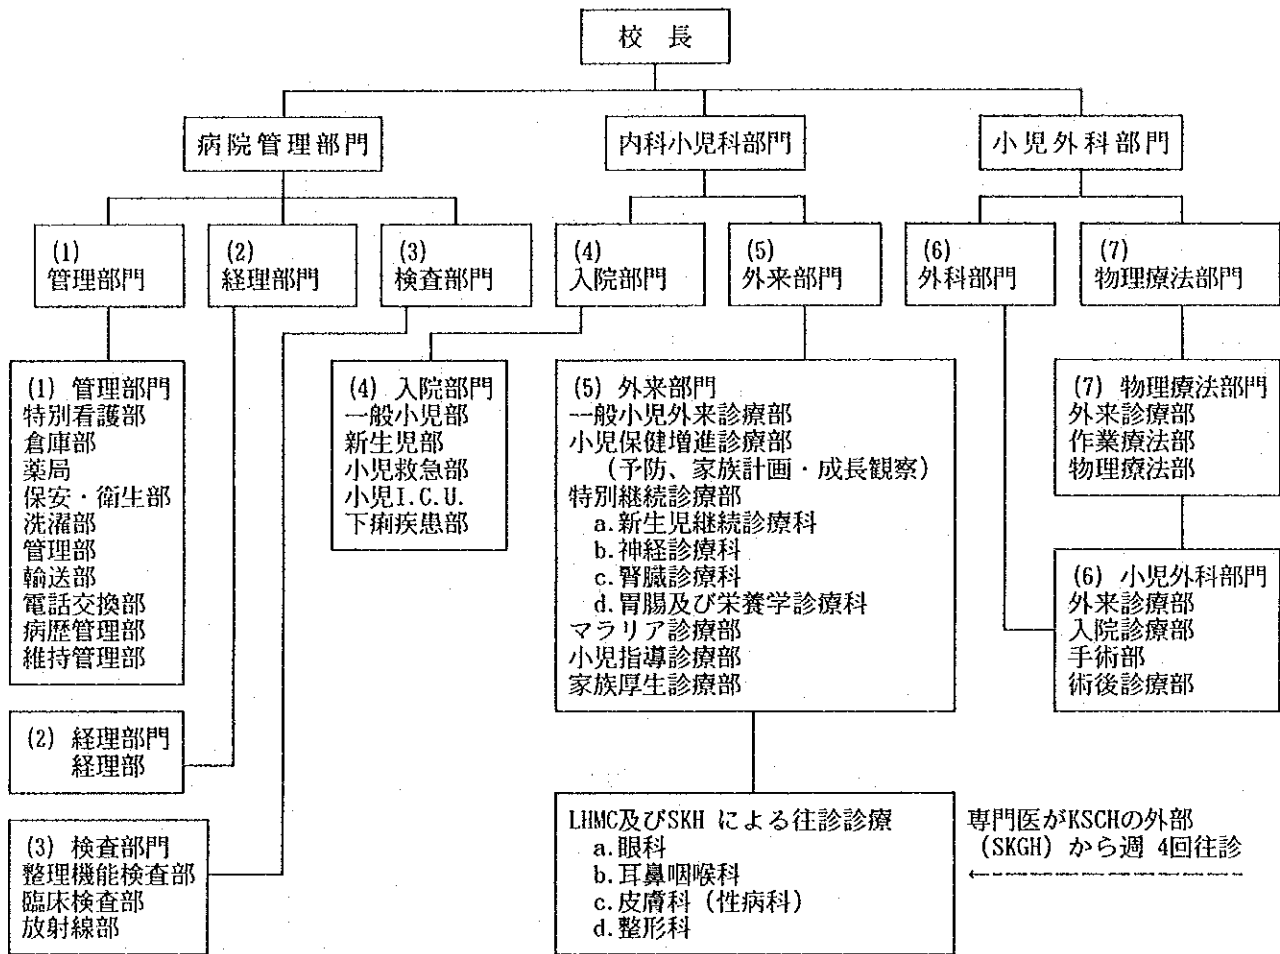 校 長
病院管理部門
内科小児科部門
小児外科部門
(1)
管理部門
(2)
経理部門
(3)
検査部門
(4)
入院部門
(5)
外来部門
(6)
外科部門
(7)
物理療法部門
(1) 管理部門
特別看護部
倉庫部
薬局
保安・衛生部
洗濯部
管理部
輸送部
電話交換部
病歴管理部
維持管理部
(2) 経理部門
経理部
(3) 検査部門
整理機能検査部
臨床検査部
放射線部
(4) 入院部門
一般小児部
新生児部
小児救急部
小児I.C.U.
下痢疾患部
(5) 外来部門
一般小児外来診療部
小児保健増進診療部
(予防、家族計画・成長観察)
特別継続診療部
a.新生児継続診療科
b.神経診療科
c.腎臓診療科
d.胃腸及び栄養学診療科
マラリア診療部
小児指導診療部
家族厚生診療部
LHMC及びSKH による往診診療
a.眼科
b.耳鼻咽喉科
c.皮膚科（性病科）
d.整形科
専門医がKSCHの外部
(SKGH) から週 4回往診
(7) 物理療法部門
外来診療部
作業療法部
物理療法部
(6) 小児外科部門
外来診療部
入院診療部
手術部
術後診療部